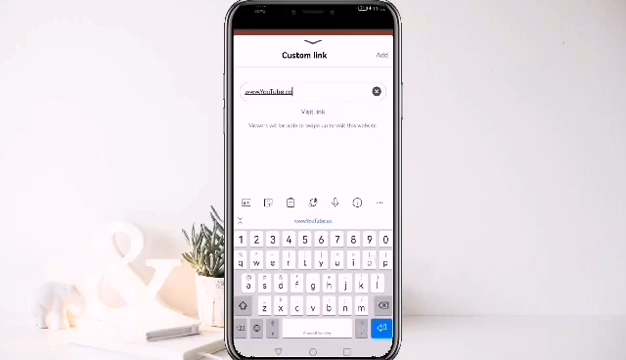 Custom link
Add
www.YouTube.co
Visit link
Viewers will be able to swipe up to visit this website
www.YouTube.co
1 2 3 4 5 6 7 8 9 0
q w e r t y u i o p
a s d f g h j k l
z x c v b n m